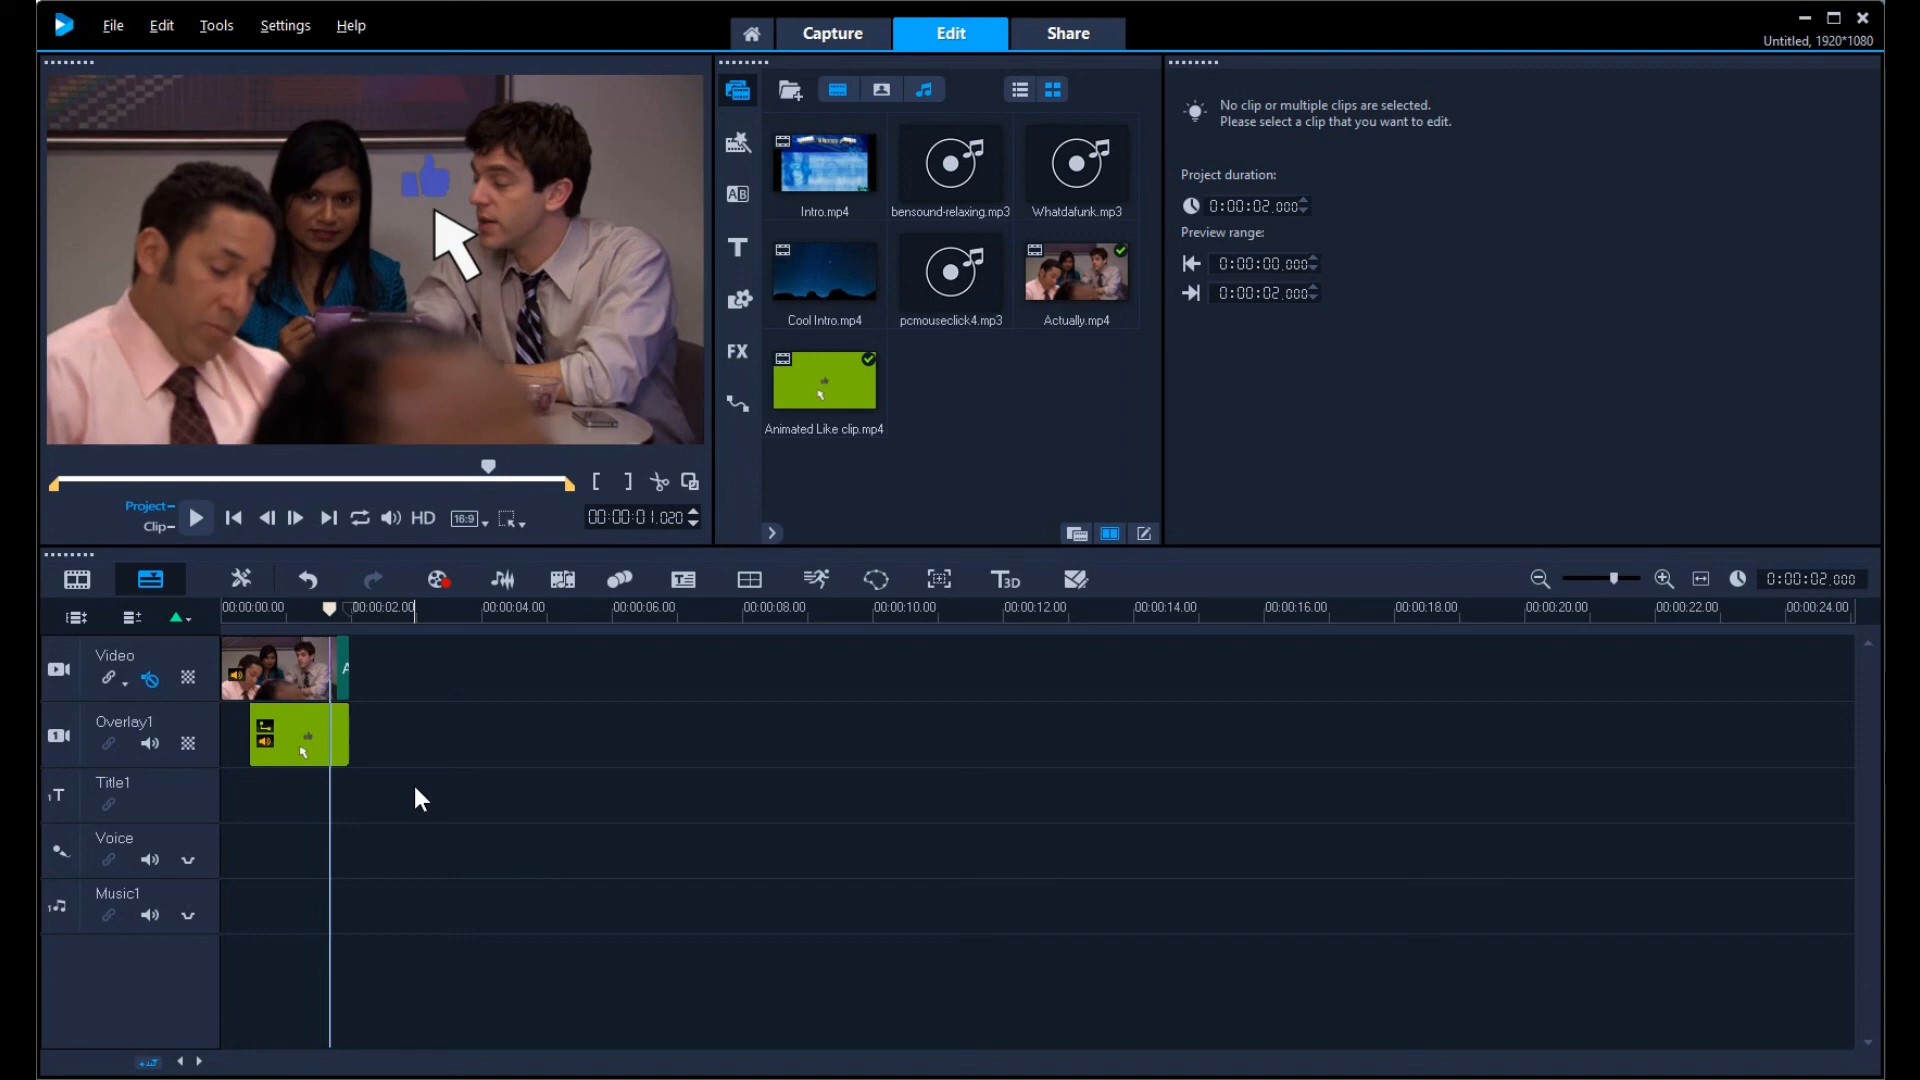 File Edit Tools Settings Help
Capture Edit Share
Untitled, 1920*1080
No clip or multiple clips are selected.
Please select a clip that you want to edit.
Project duration:
0:00:02.000
Preview range:
0:00:00.000
0:00:02.000
AB
T
FX
Intro.mp4 bensound-relaxing.mp3 Whatdafunk.mp3
Cool Intro.mp4 pcmouseclick4.mp3 Actually.mp4
Animated Like clip.mp4
Project
Clip
HD 16:9 00:00:01.020
T3D
0:00:02.000
00:00:00.00 00:00:02.00 00:00:04.00 00:00:06.00 00:00:08.00 00:00:10.00 00:00:12.00 00:00:14.00 00:00:16.00 00:00:18.00 00:00:20.00 00:00:22.00 00:00:24.00
Video
A
1 Overlay1
1T Title1
Voice
1 Music1